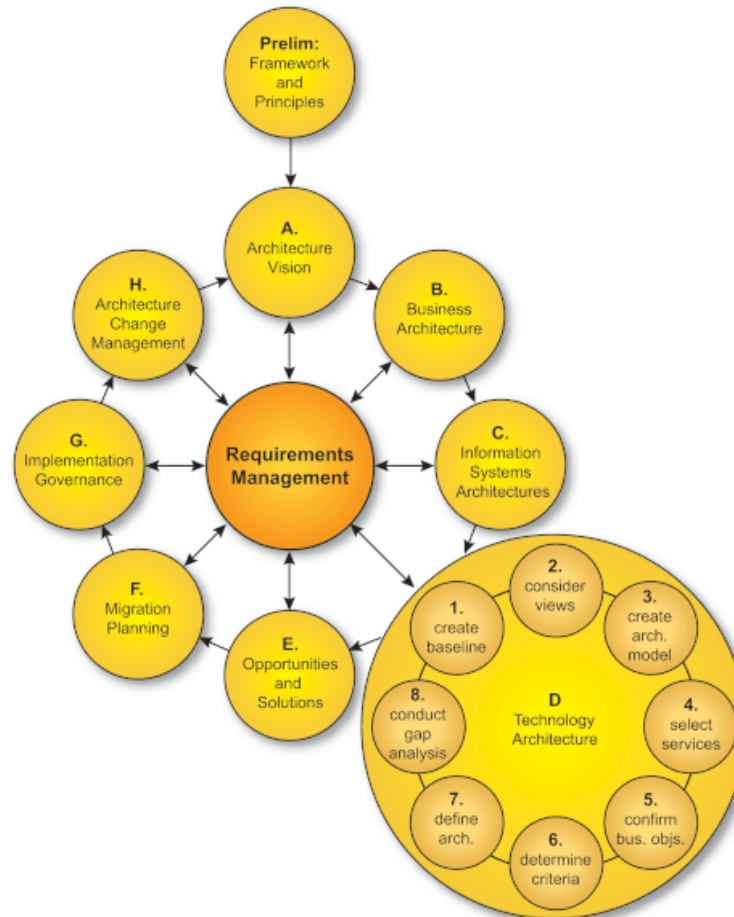 Prelim:
Framework
and
Principles
A.
Architecture
Vision
H.
Architecture
Change
Management
B.
Business
Architecture
G.
Implementation
Governance
Requirements
Management
C.
Information
Systems
Architectures
F.
Migration
Planning
E.
Opportunities
and
Solutions
D
Technology
Architecture
1.
create
baseline
2.
consider
views
3.
create
arch.
model
4.
select
services
5.
confirm
bus. objs.
6.
determine
criteria
7.
define
arch.
8.
conduct
gap
analysis